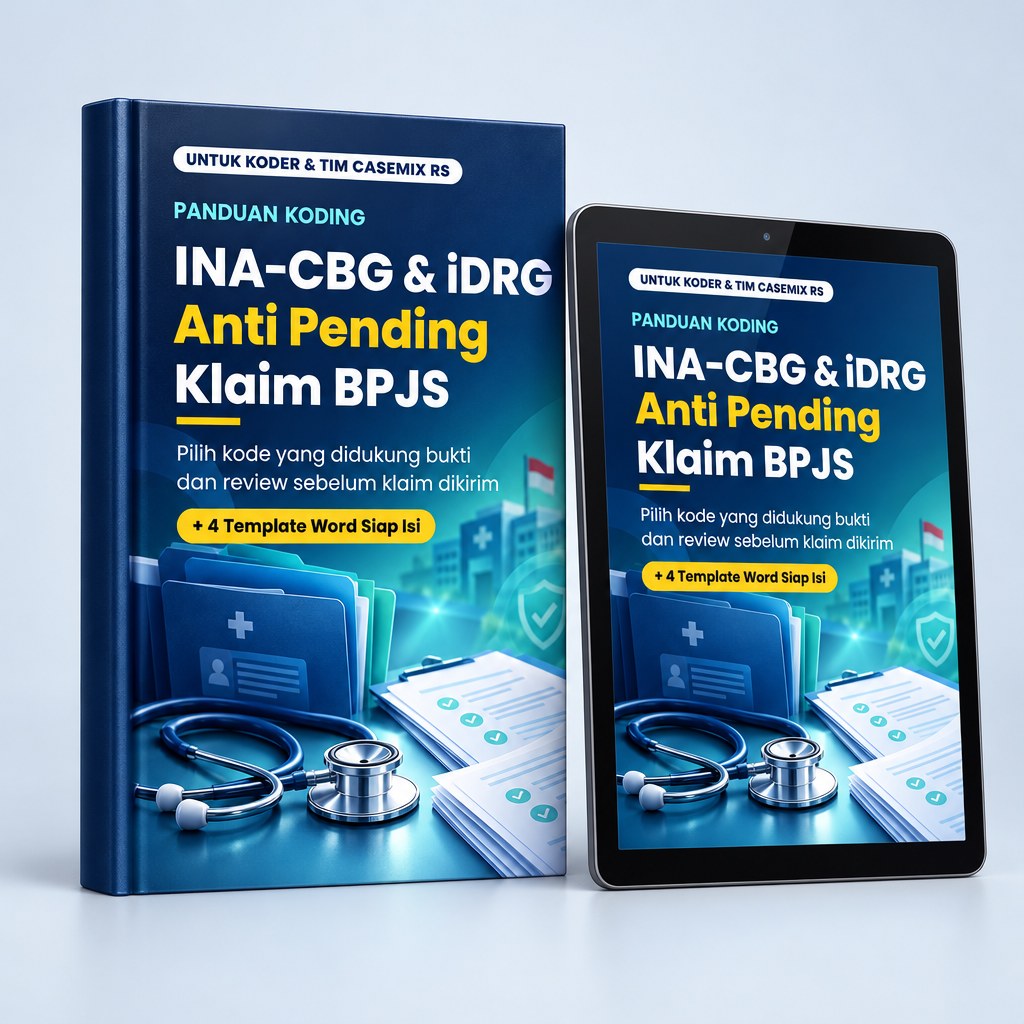 UNTUK KODER & TIM CASEMIX RS
PANDUAN KODING
INA-CBG & iDRG
Anti Pending
Klaim BPJS
Pilih kode yang didukung bukti
dan review sebelum klaim dikirim
+ 4 Template Word Siap Isi
UNTUK KODER & TIM CASEMIX RS
PANDUAN KODING
INA-CBG & iDRG
Anti Pending
Klaim BPJS
Pilih kode yang didukung bukti
dan review sebelum klaim dikirim
+ 4 Template Word Siap Isi